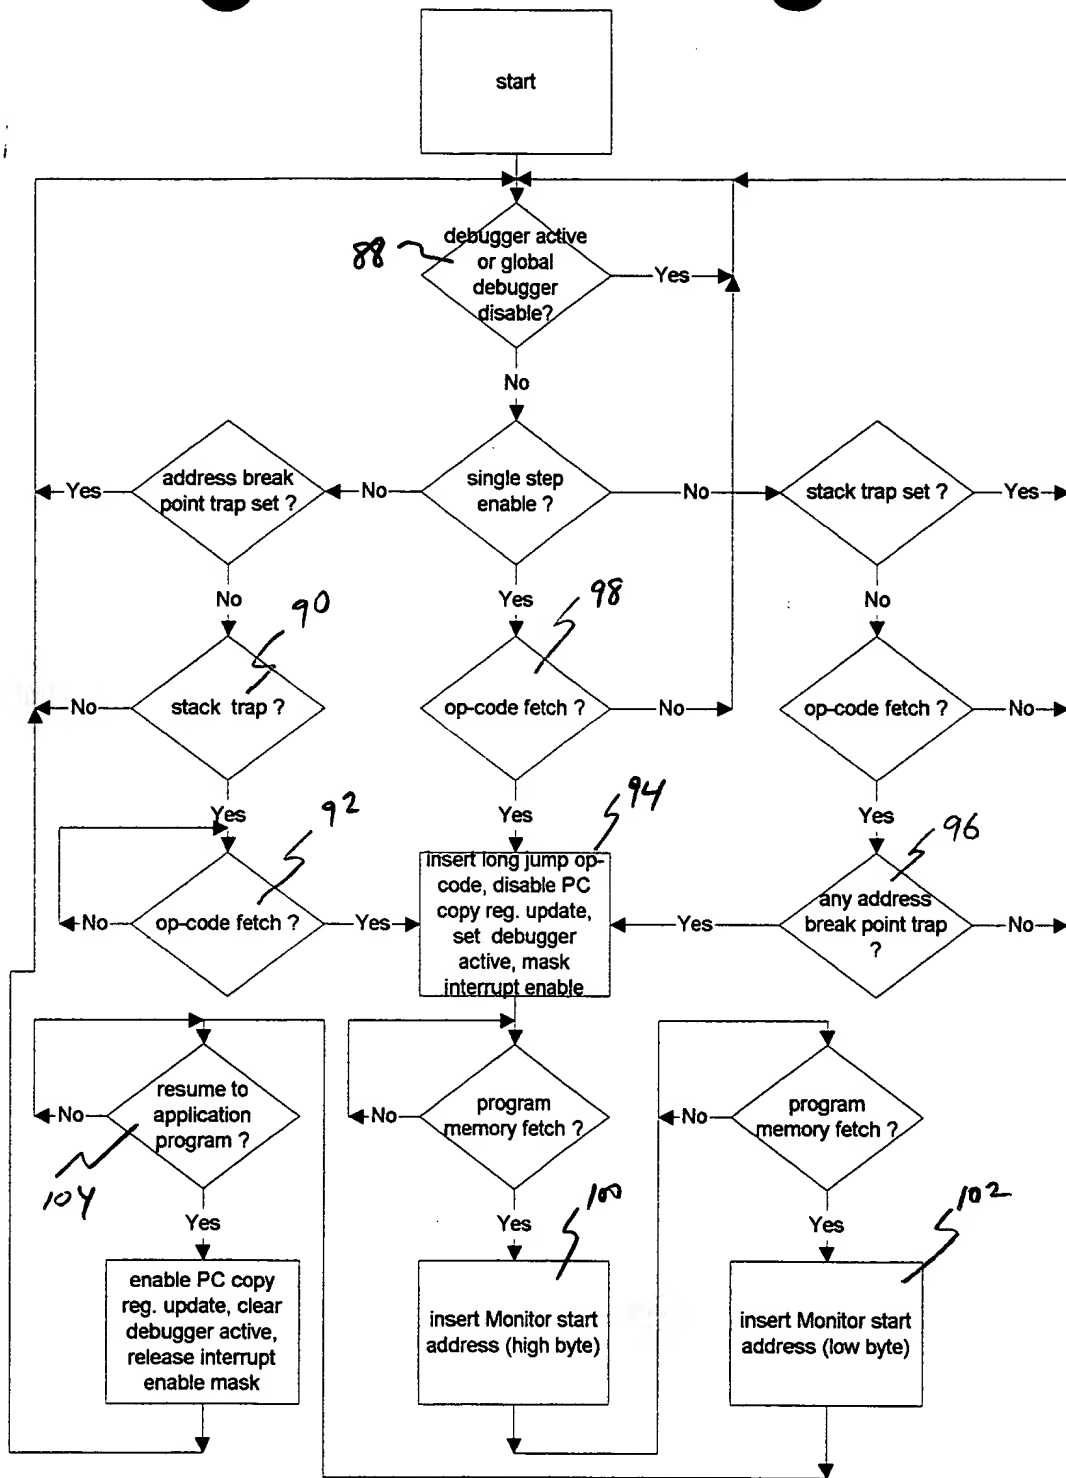 start
88
debugger active
or global
debugger
disable?
Yes
No
address break
point trap set ?
Yes
No
single step
enable ?
No
stack trap set ?
Yes
No
90
Yes
98
No
stack trap ?
No
op-code fetch ?
No
op-code fetch ?
No
Yes
92
Yes
94
Yes
96
op-code fetch ?
No
Yes
insert long jump op-
code, disable PC
copy reg. update,
set debugger
active, mask
interrupt enable
Yes
any address
break point trap
?
No
resume to
application
program ?
No
104
program
memory fetch ?
No
program
memory fetch ?
No
Yes
Yes
100
Yes
102
enable PC copy
reg. update, clear
debugger active,
release interrupt
enable mask
insert Monitor start
address (high byte)
insert Monitor start
address (low byte)